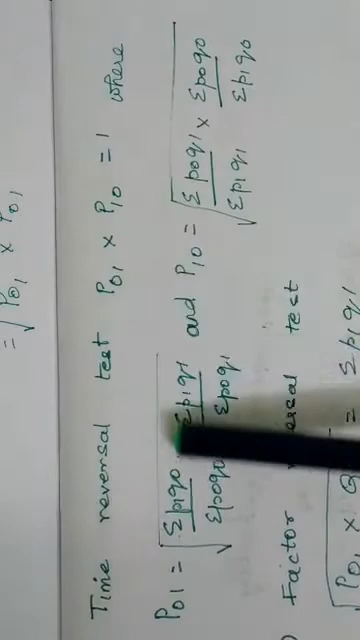 = √P01 × P01
Time reversal test P01 × P10 = 1 where
P01 = √Σp1q0/Σp0q0 Σp1q1/Σp0q1 and P10 = √Σp0q1/Σp1q1 × Σp0q0/Σp1q0
Factor reversal test
P01 × Q = Σp1q1